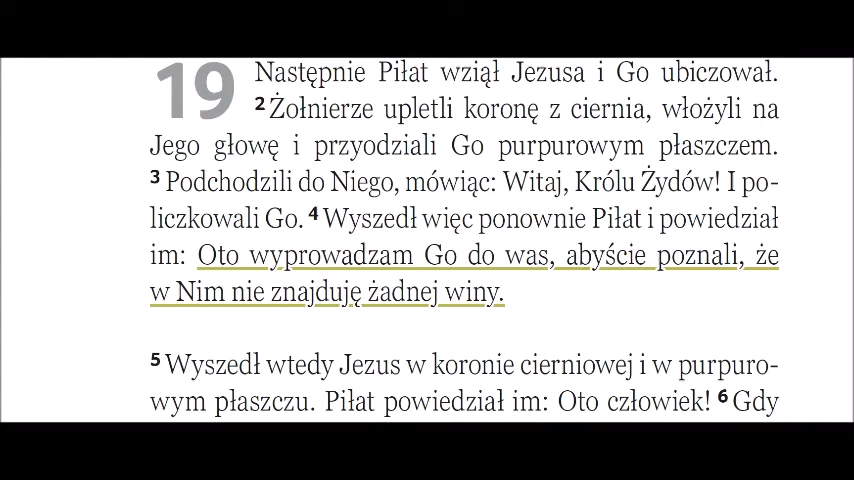 19 Następnie Piłat wziął Jezusa i Go ubiczował.
2 Żołnierze upletli koronę z ciernia, włożyli na
Jego głowę i przyodziali Go purpurowym płaszczem.
3 Podchodzili do Niego, mówiąc: Witaj, Królu Żydów! I po-
liczkowali Go. 4 Wyszedł więc ponownie Piłat i powiedział
im: Oto wyprowadzam Go do was, abyście poznali, że
w Nim nie znajduję żadnej winy.
5 Wyszedł wtedy Jezus w koronie cierniowej i w purpuro-
wym płaszczu. Piłat powiedział im: Oto człowiek! 6 Gdy